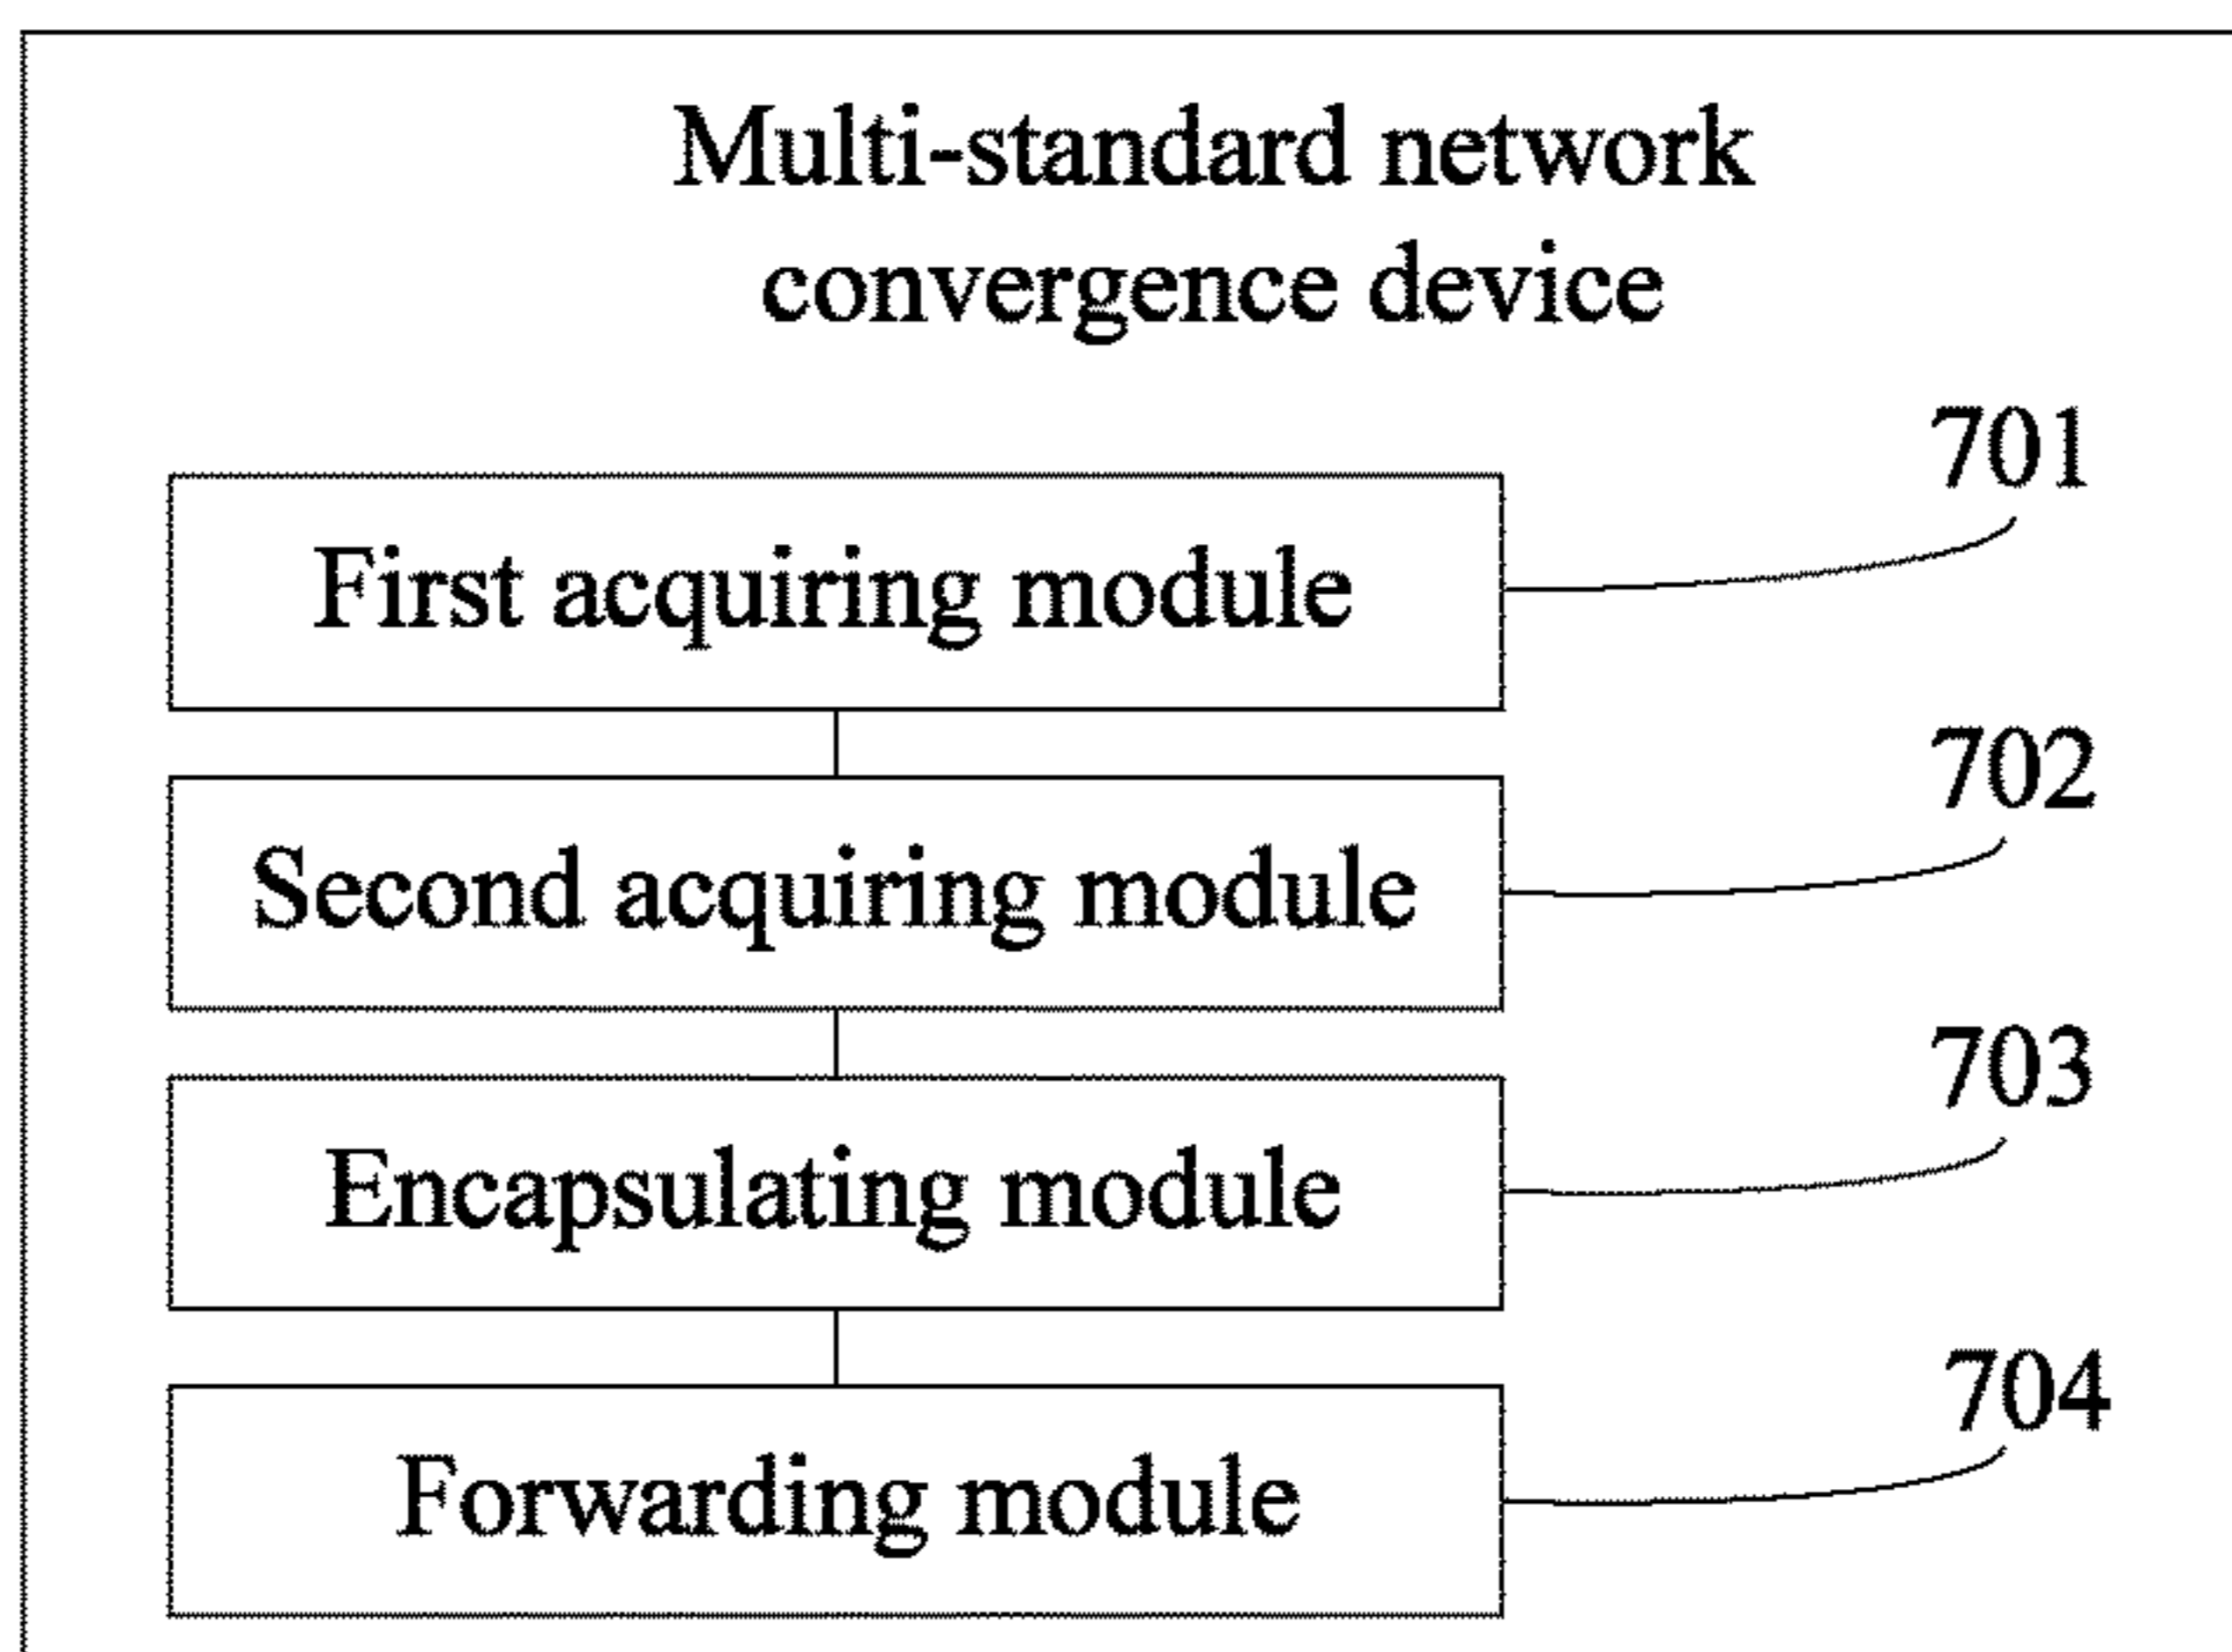 Multi-standard network
convergence device
701
First acquiring module
702
Second acquiring module
703
Encapsulating module
704
Forwarding module